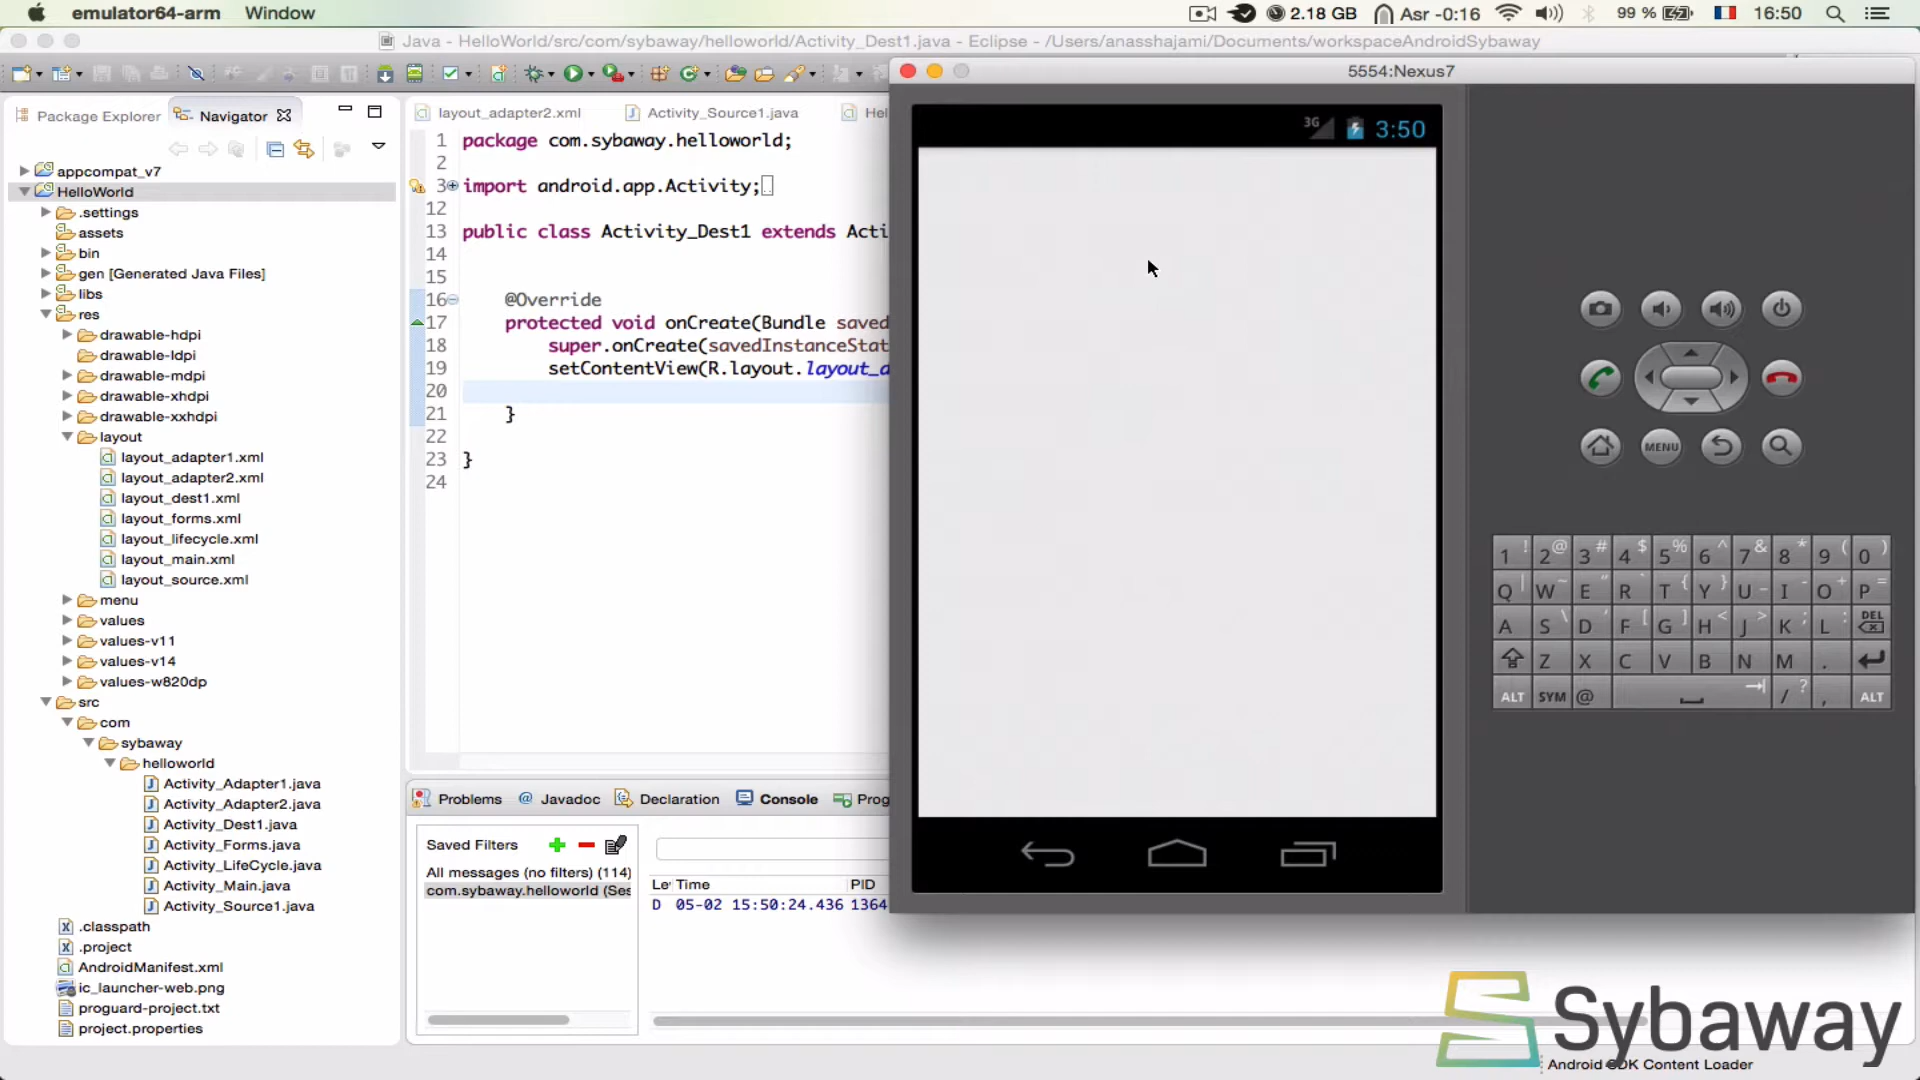 emulator64-arm Window 2.18 GB Asr -0:16 99 % 16:50
Java - HelloWorld/src/com/sybaway/helloworld/Activity_Dest1.java - Eclipse - /Users/anasshajami/Documents/workspaceAndroidSybaway
5554:Nexus7
Package Explorer Navigator
layout_adapter2.xml Activity_Source1.java Hel
appcompat_v7
HelloWorld
.settings
assets
bin
gen [Generated Java Files]
libs
res
drawable-hdpi
drawable-ldpi
drawable-mdpi
drawable-xhdpi
drawable-xxhdpi
layout
layout_adapter1.xml
layout_adapter2.xml
layout_dest1.xml
layout_forms.xml
layout_lifecycle.xml
layout_main.xml
layout_source.xml
menu
values
values-v11
values-v14
values-w820dp
src
com
sybaway
helloworld
Activity_Adapter1.java
Activity_Adapter2.java
Activity_Dest1.java
Activity_Forms.java
Activity_LifeCycle.java
Activity_Main.java
Activity_Source1.java
.classpath
.project
AndroidManifest.xml
ic_launcher-web.png
proguard-project.txt
project.properties
1 package com.sybaway.helloworld;
2
3 import android.app.Activity;
12
13 public class Activity_Dest1 extends Acti
14
15
16 @Override
17 protected void onCreate(Bundle saved
18 super.onCreate(savedInstanceStat
19 setContentView(R.layout.layout_a
20
21 }
22
23 }
24
Problems @ Javadoc Declaration Console Prog
Saved Filters
All messages (no filters) (114)
com.sybaway.helloworld (Ses
Le Time PID
D 05-02 15:50:24.436 1364
3G 3:50
MENU
1 ! 2 @ 3 # 4 $ 5 % 6 ^ 7 & 8 * 9 ( 0 )
Q | W ~ E " R ` T { Y } U _ I - O + P =
A S \ D ' F [ G ] H < J > K ; L : DEL
Z X C V B N M .
ALT SYM @ / ? , ALT
Sybaway
Android SDK Content Loader